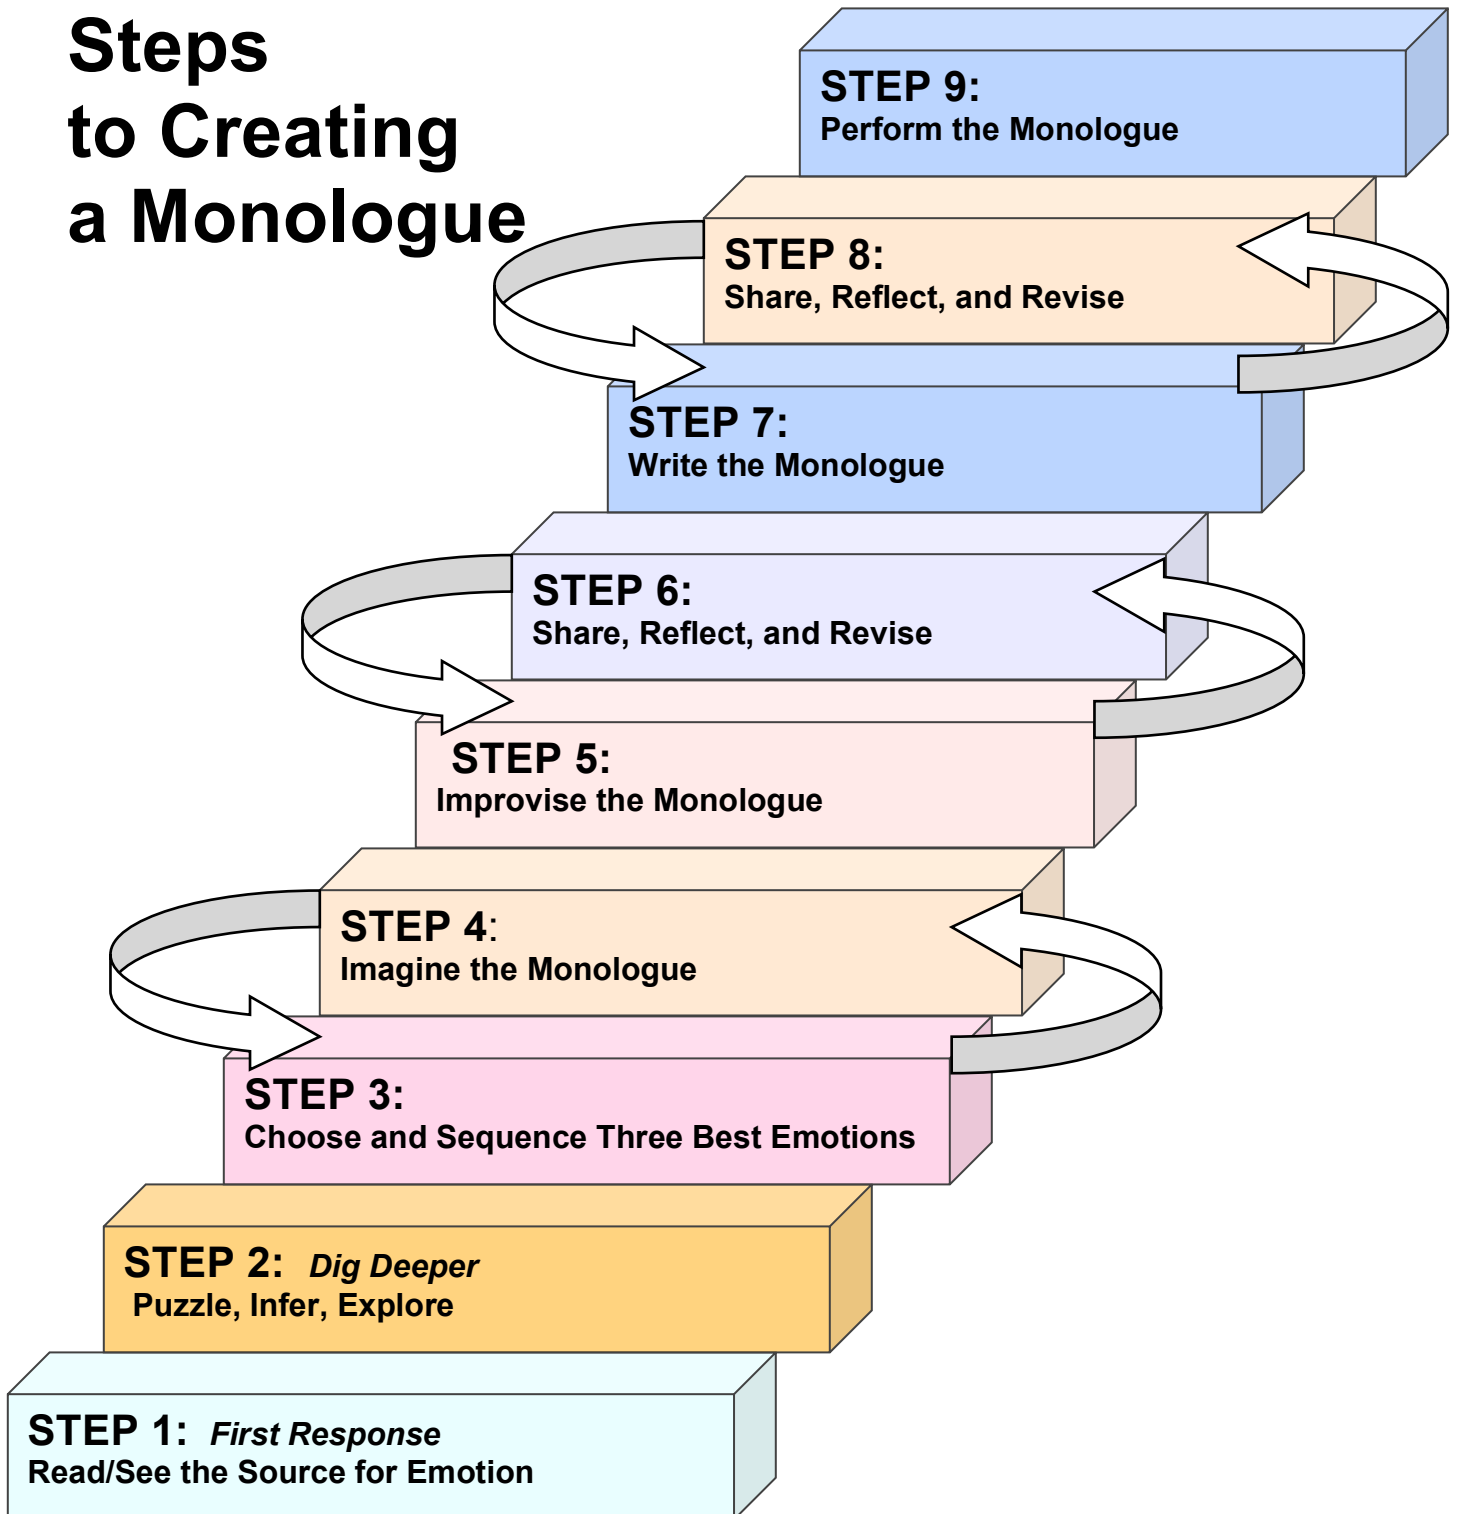 Steps
to Creating
a Monologue
STEP 9:
Perform the Monologue
STEP 8:
Share, Reflect, and Revise
STEP 7:
Write the Monologue
STEP 6:
Share, Reflect, and Revise
STEP 5:
Improvise the Monologue
STEP 4:
Imagine the Monologue
STEP 3:
Choose and Sequence Three Best Emotions
STEP 2: Dig Deeper
Puzzle, Infer, Explore
STEP 1: First Response
Read/See the Source for Emotion